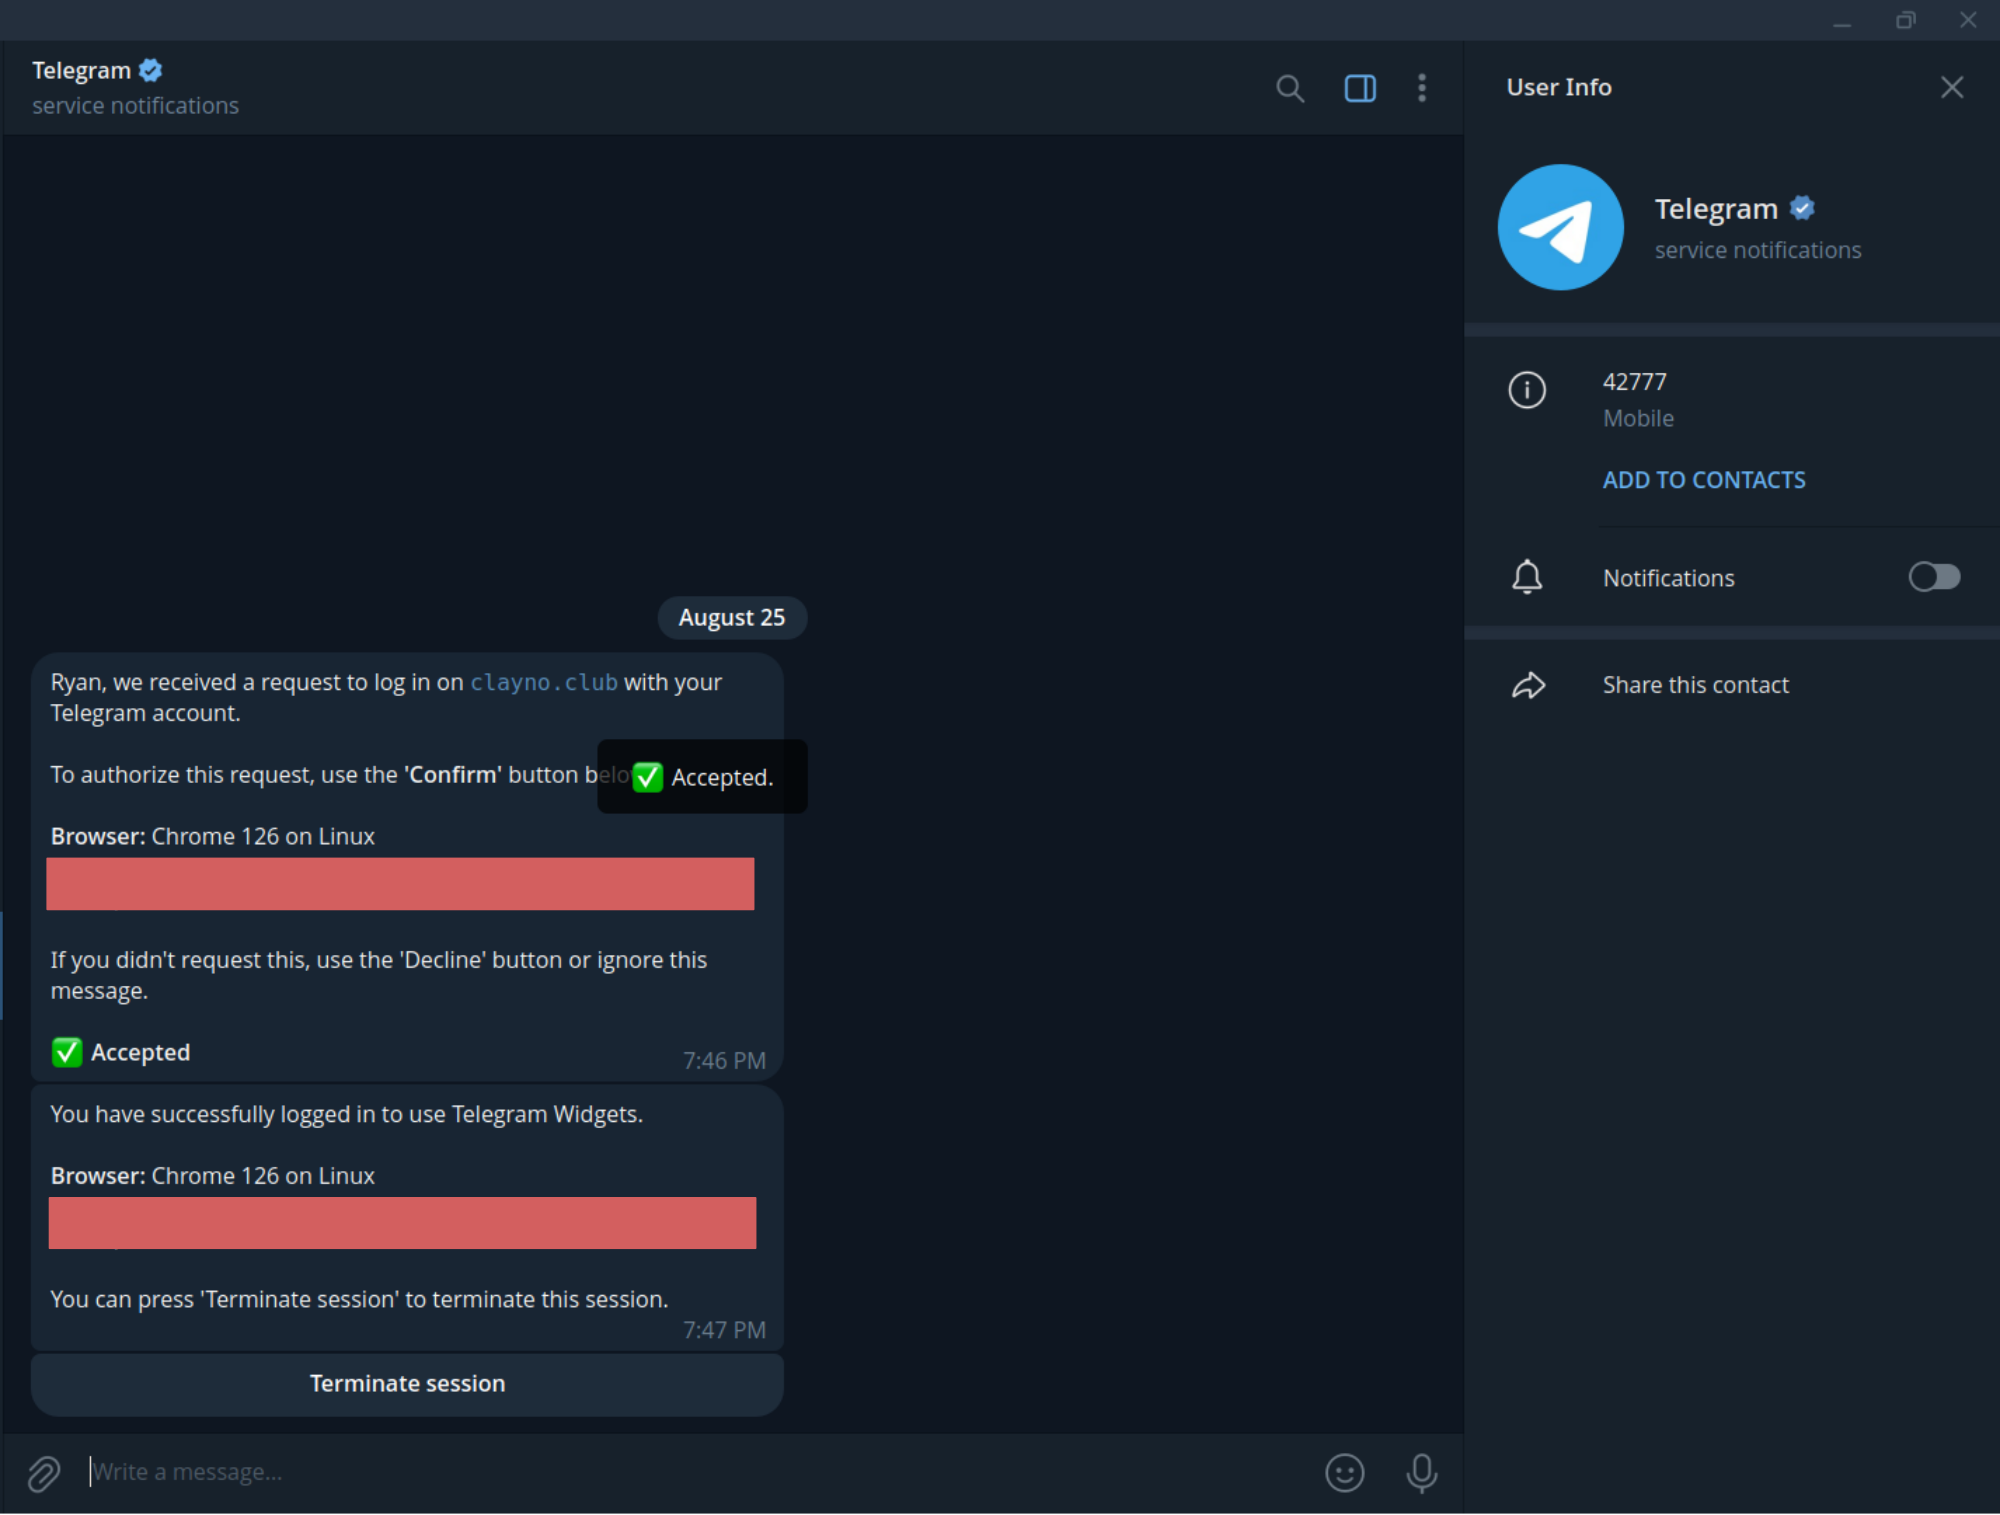 Telegram
service notifications
User Info
Telegram
service notifications
42777
Mobile
ADD TO CONTACTS
Notifications
Share this contact
August 25
Ryan, we received a request to log in on clayno.club with your
Telegram account.
To authorize this request, use the 'Confirm' button belo
✅ Accepted.
Browser: Chrome 126 on Linux
If you didn't request this, use the 'Decline' button or ignore this
message.
✅ Accepted
7:46 PM
You have successfully logged in to use Telegram Widgets.
Browser: Chrome 126 on Linux
You can press 'Terminate session' to terminate this session.
7:47 PM
Terminate session
Write a message...